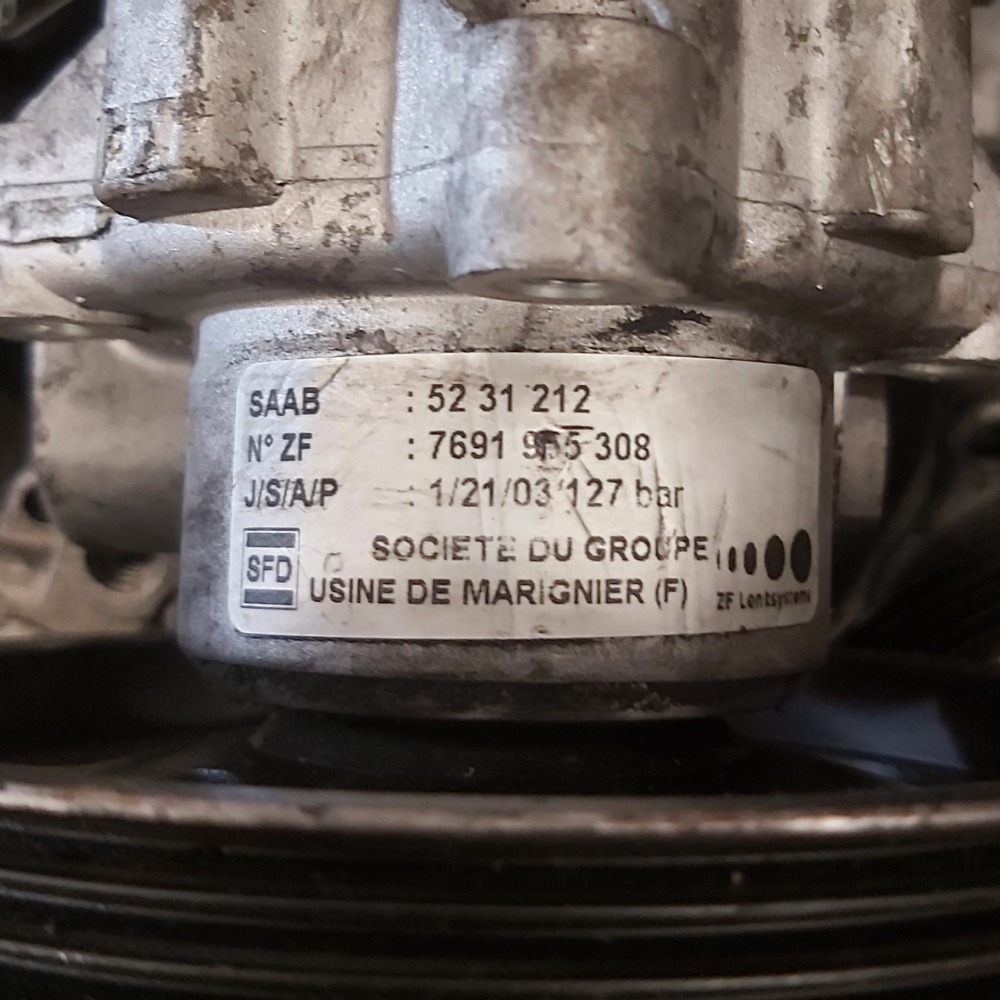 SAAB : 52 31 212
N° ZF : 7691 955 308
J/S/A/P : 1/21/03/127 bar
SFD SOCIETE DU GROUPE
USINE DE MARIGNIER (F) ZF Lenksysteme